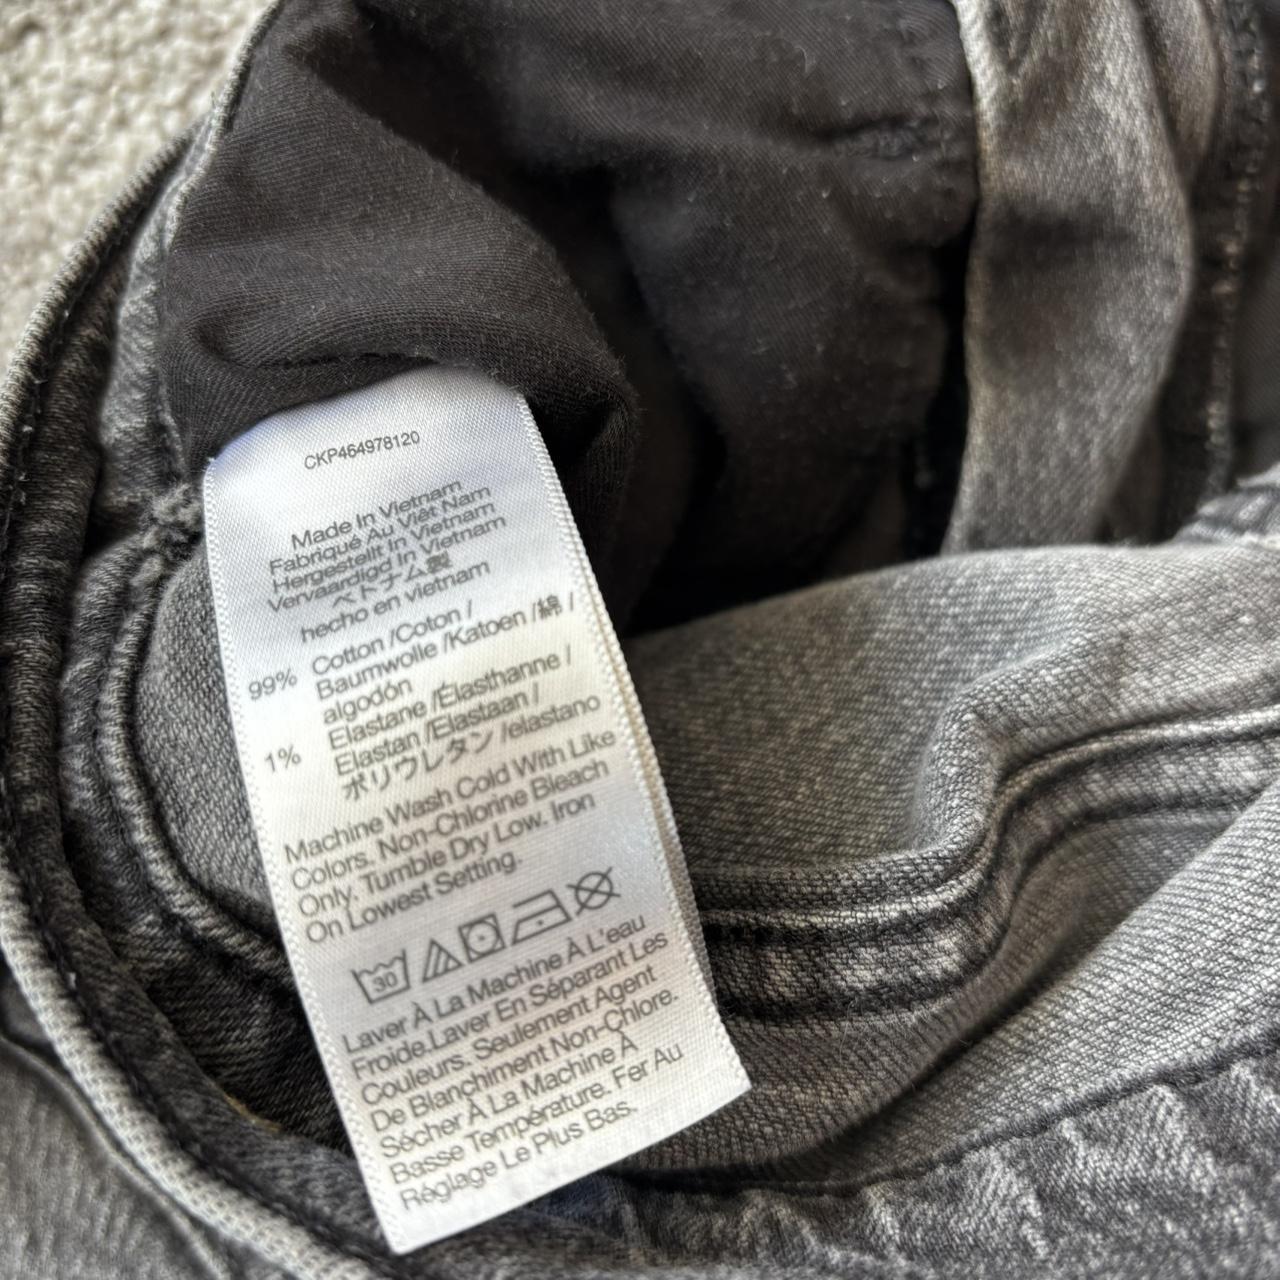 CKP464978120
Made In Vietnam
Fabriqué Au Viêt Nam
Hergestellt In Vietnam
Vervaardigd In Vietnam
ベトナム製
hecho en vietnam
99% Cotton /Coton /
Baumwolle /Katoen /綿 /
algodón
1% Elastane /Élasthanne /
Elastan /Elastaan /
ポリウレタン /elastano
Machine Wash Cold With Like
Colors. Non-Chlorine Bleach
Only. Tumble Dry Low. Iron
On Lowest Setting.
30
Laver À La Machine À L'eau
Froide.Laver En Séparant Les
Couleurs. Seulement Agent
De Blanchiment Non-Chlore.
Sécher À La Machine À
Basse Température. Fer Au
Réglage Le Plus Bas.